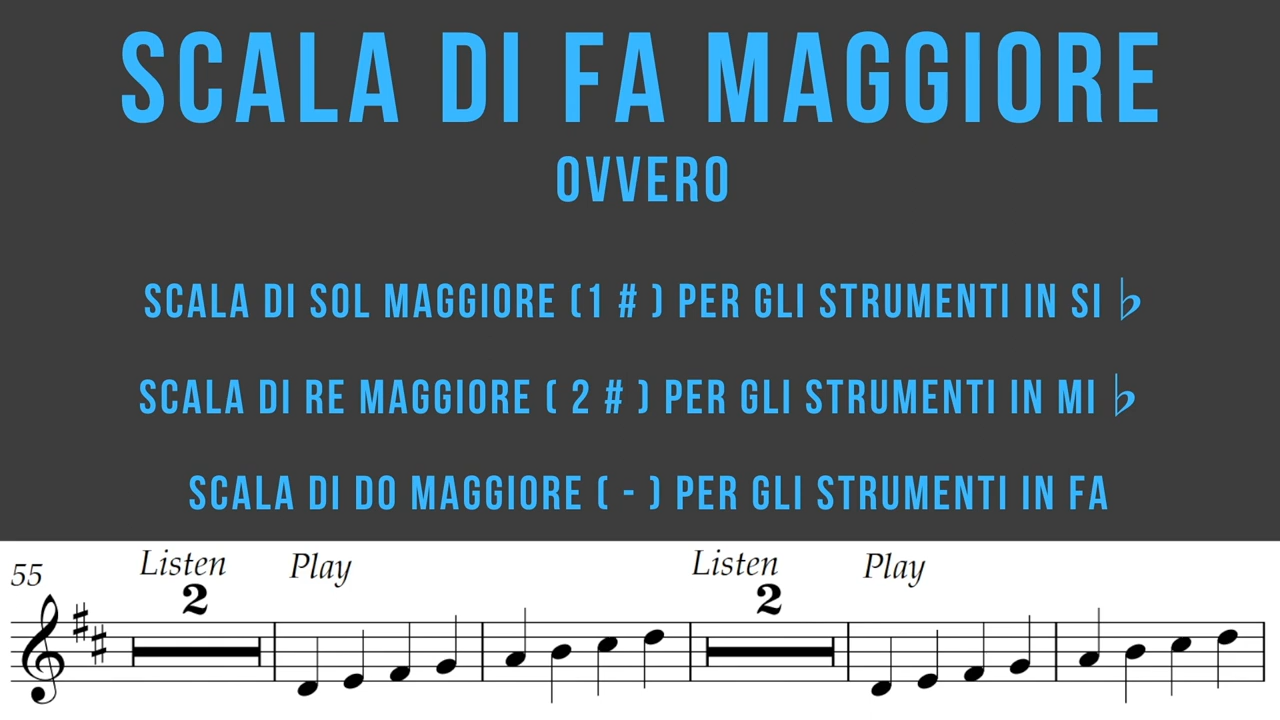 SCALA DI FA MAGGIORE
OVVERO
SCALA DI SOL MAGGIORE (1 # ) PER GLI STRUMENTI IN SI ♭
SCALA DI RE MAGGIORE ( 2 # ) PER GLI STRUMENTI IN MI ♭
SCALA DI DO MAGGIORE ( - ) PER GLI STRUMENTI IN FA
55 Listen Play Listen Play
2 2